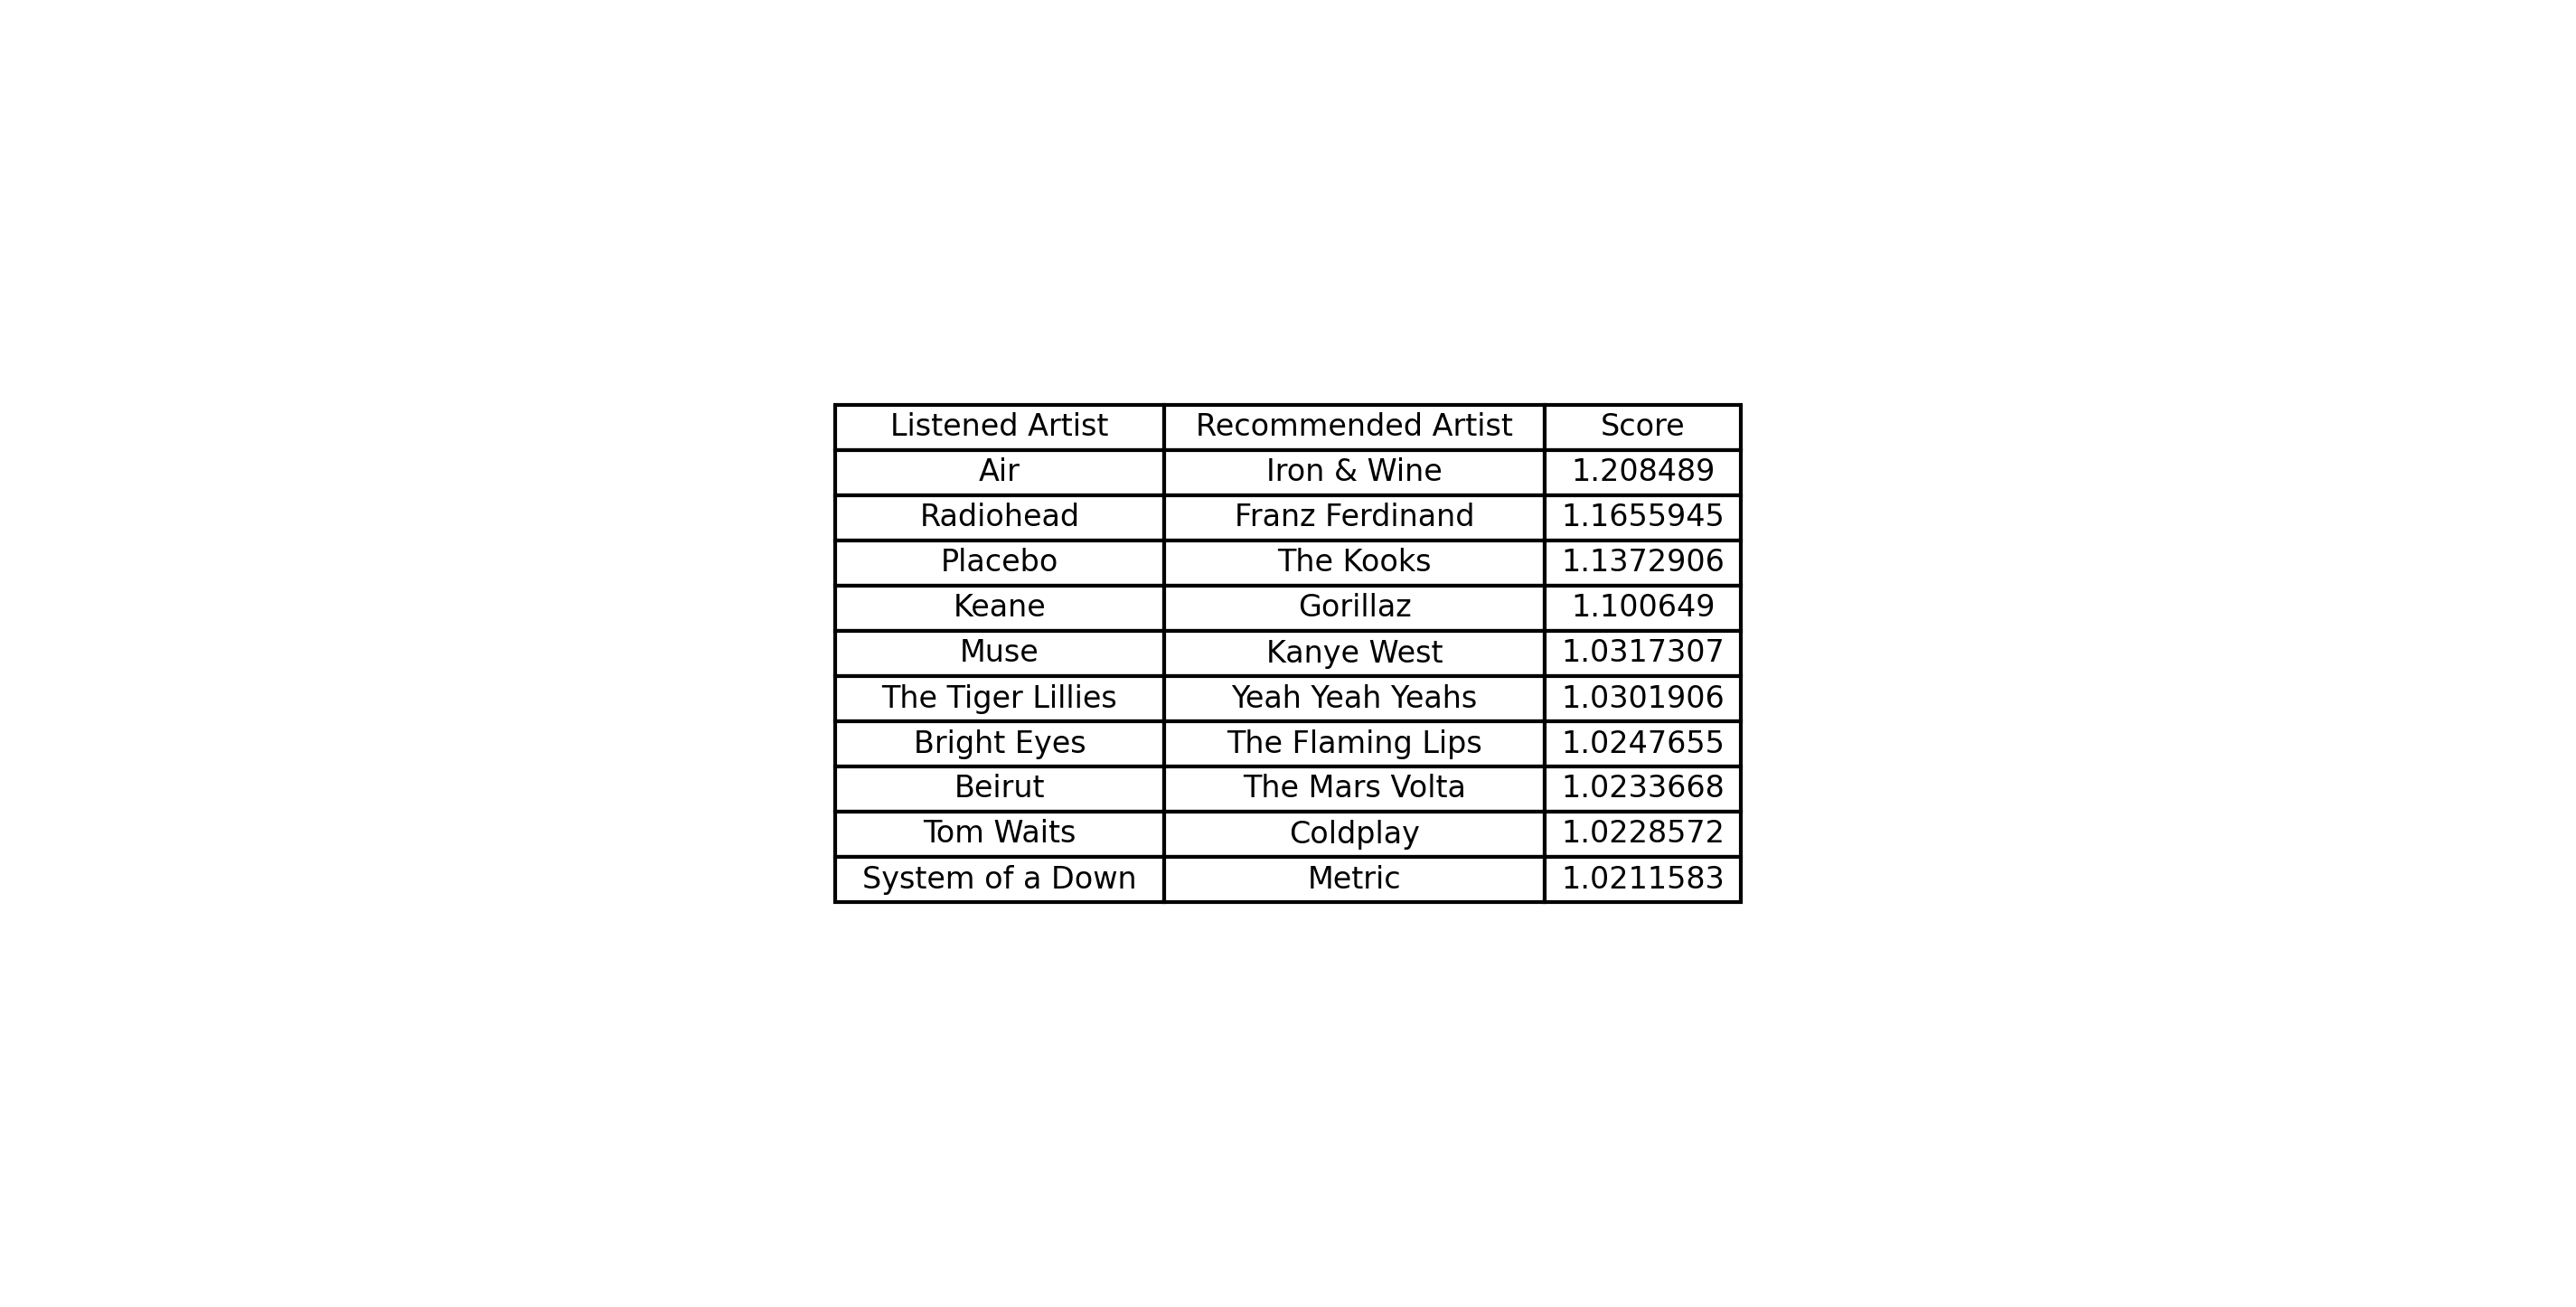 Listened Artist Recommended Artist Score
Air Iron & Wine 1.208489
Radiohead Franz Ferdinand 1.1655945
Placebo The Kooks 1.1372906
Keane Gorillaz 1.100649
Muse Kanye West 1.0317307
The Tiger Lillies Yeah Yeah Yeahs 1.0301906
Bright Eyes The Flaming Lips 1.0247655
Beirut The Mars Volta 1.0233668
Tom Waits Coldplay 1.0228572
System of a Down Metric 1.0211583